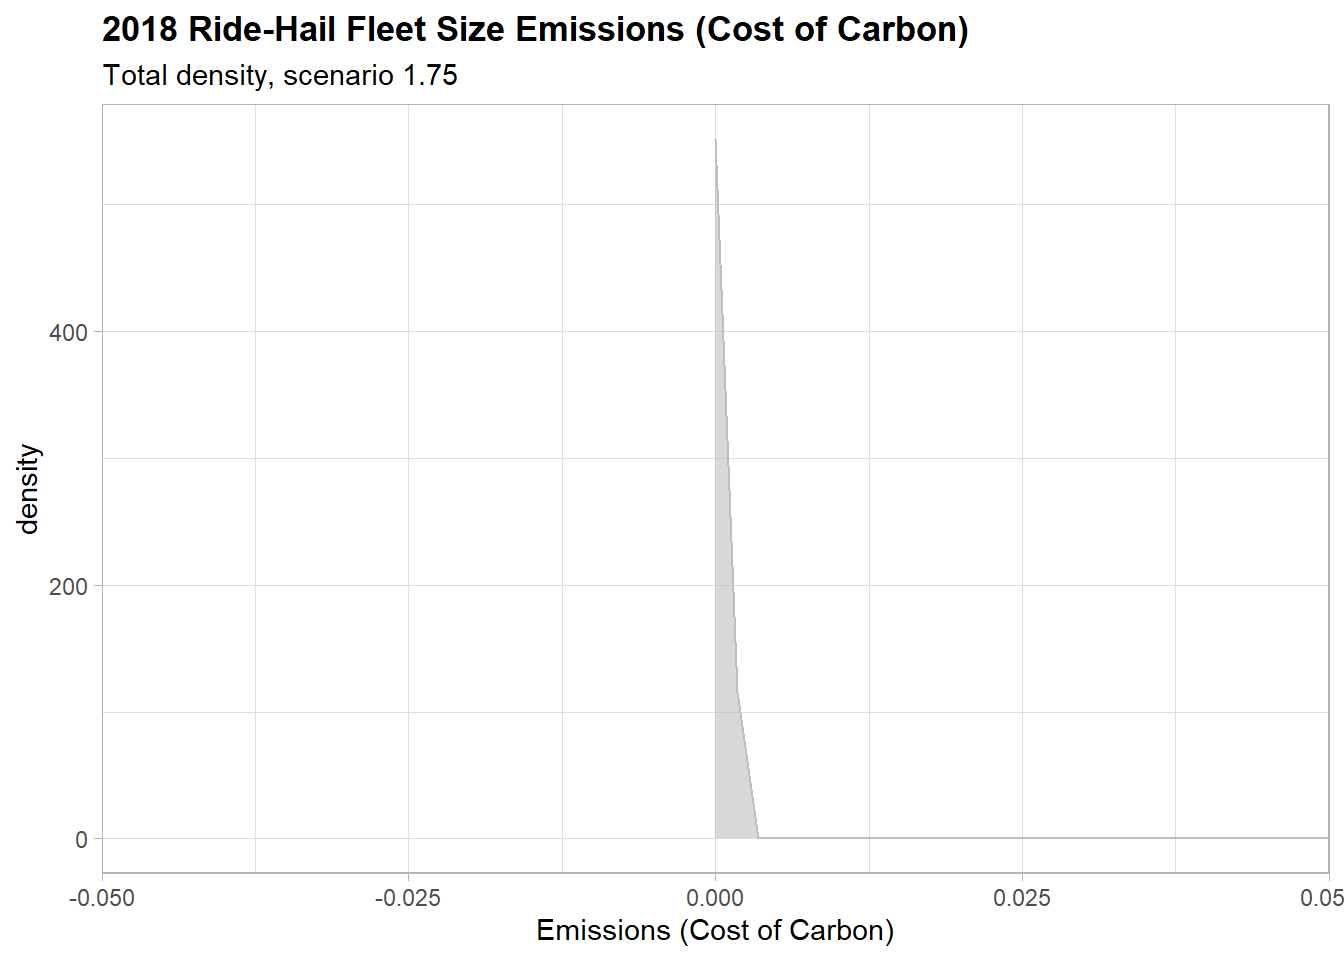 2018 Ride-Hail Fleet Size Emissions (Cost of Carbon)
Total density, scenario 1.75
density
400
200
0
-0.050
-0.025
0.000
0.025
0.05
Emissions (Cost of Carbon)